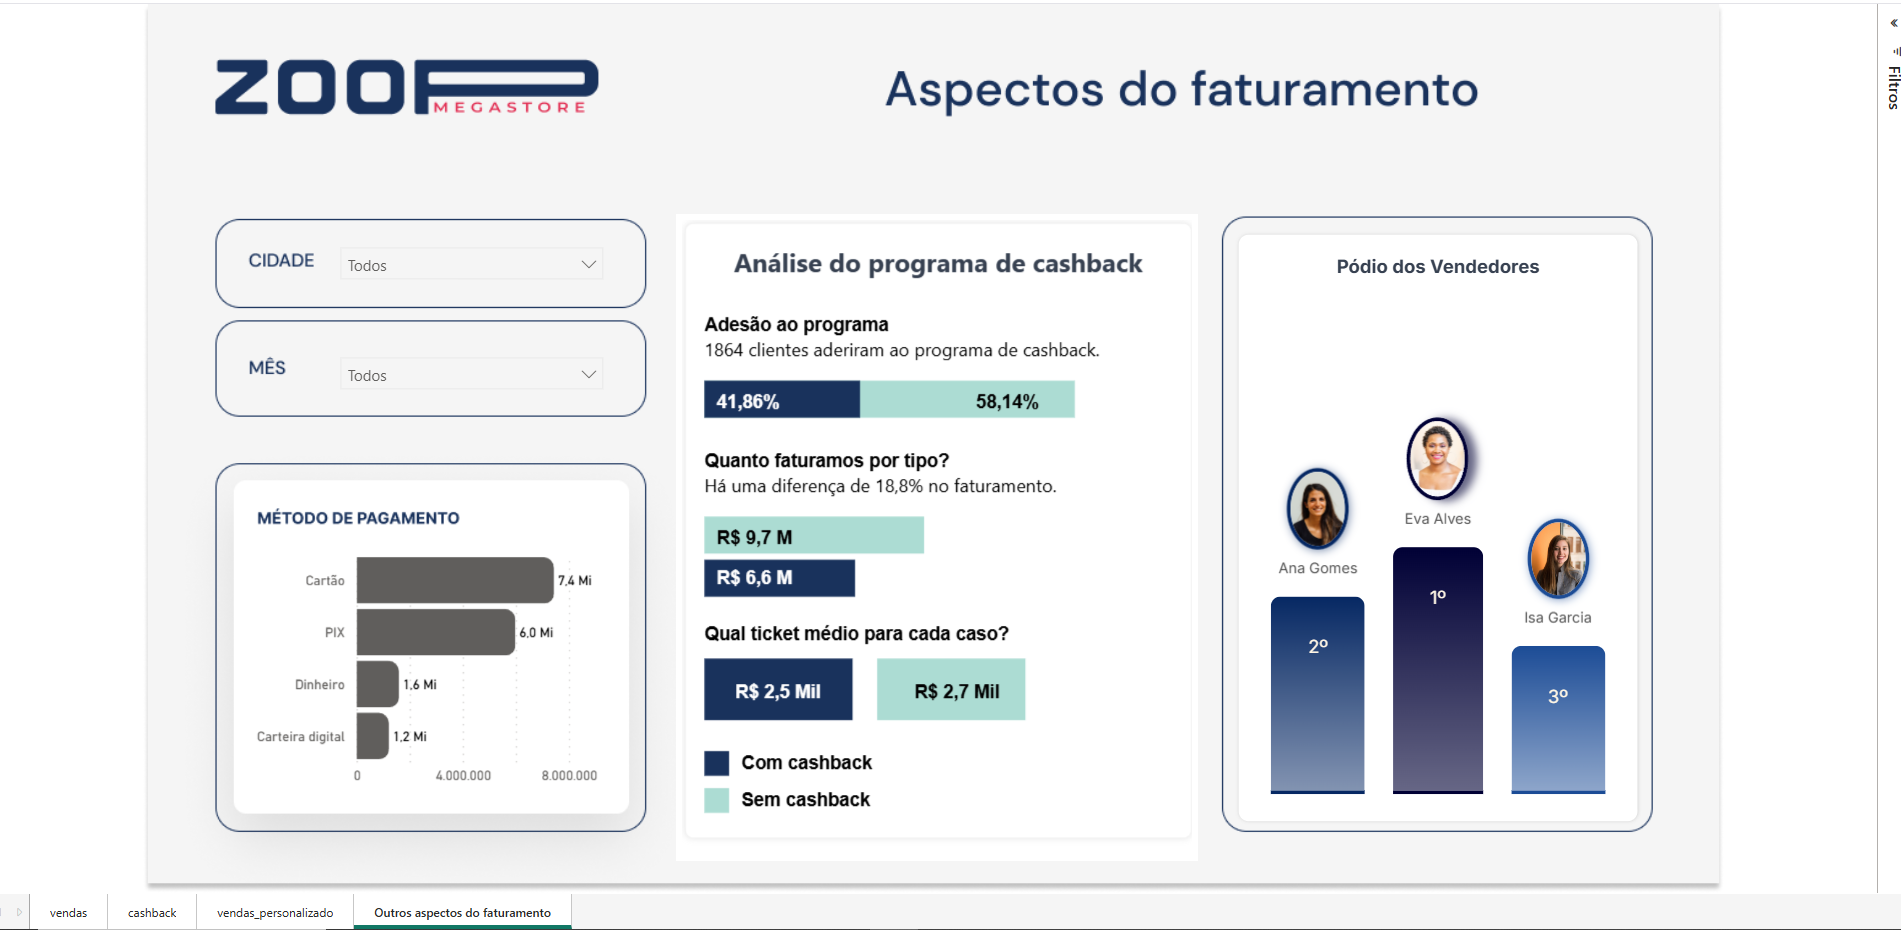 ZOOP
MEGASTORE
Aspectos do faturamento
«
Filtros
CIDADE
Todos
MÊS
Todos
MÉTODO DE PAGAMENTO
Cartão 7,4 Mi
PIX 6,0 Mi
Dinheiro 1,6 Mi
Carteira digital 1,2 Mi
0 4.000.000 8.000.000
Análise do programa de cashback
Adesão ao programa
1864 clientes aderiram ao programa de cashback.
41,86% 58,14%
Quanto faturamos por tipo?
Há uma diferença de 18,8% no faturamento.
R$ 9,7 M
R$ 6,6 M
Qual ticket médio para cada caso?
R$ 2,5 Mil R$ 2,7 Mil
Com cashback
Sem cashback
Pódio dos Vendedores
Eva Alves
Ana Gomes
1º
Isa Garcia
2º
3º
vendas cashback vendas_personalizado Outros aspectos do faturamento